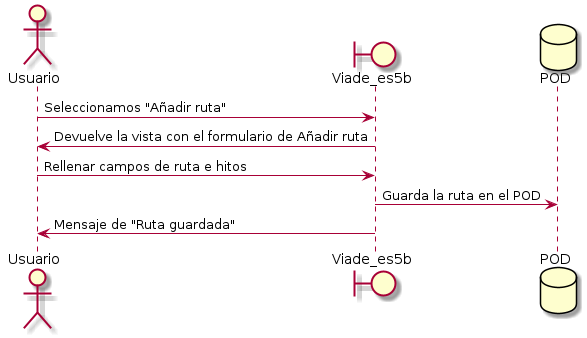 Usuario
Viade_es5b
POD
Seleccionamos "Añadir ruta"
Devuelve la vista con el formulario de Añadir ruta
Rellenar campos de ruta e hitos
Guarda la ruta en el POD
Mensaje de "Ruta guardada"
Usuario
Viade_es5b
POD